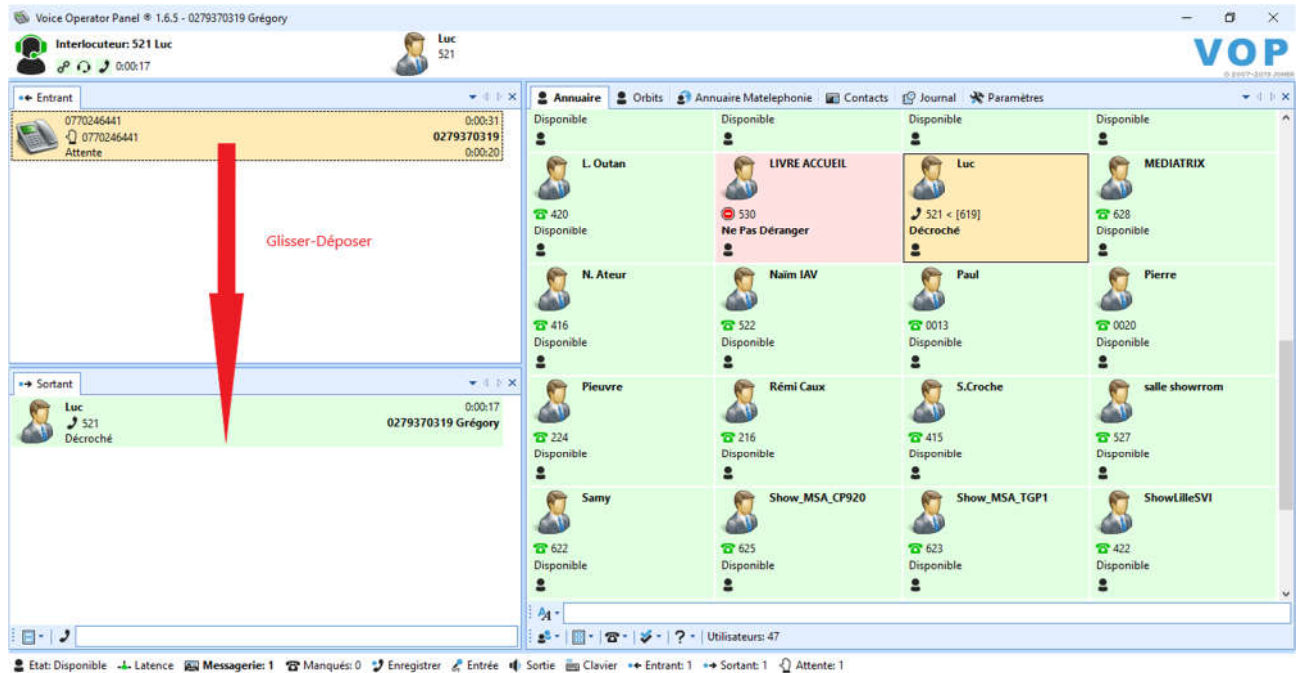 Voice Operator Panel ® 1.6.5 - 0279370319 Grégory
Interlocuteur: 521 Luc
0:00:17
Luc
521
VOP
© 2007-2019 JOHER
Entrant
0770246441 0:00:31
0770246441 0279370319
Attente 0:00:20
Glisser-Déposer
Sortant
Luc 0:00:17
521 0279370319 Grégory
Décroché
Annuaire Orbits Annuaire Matelephonie Contacts Journal Paramètres
Disponible Disponible Disponible Disponible
L. Outan LIVRE ACCUEIL Luc MEDIATRIX
420 530 521 < [619] 628
Disponible Ne Pas Déranger Décroché Disponible
N. Ateur Naïm IAV Paul Pierre
416 522 0013 0020
Disponible Disponible Disponible Disponible
Pieuvre Rémi Caux S.Croche salle showrrom
224 216 415 527
Disponible Disponible Disponible Disponible
Samy Show_MSA_CP920 Show_MSA_TGP1 ShowLilleSVI
622 625 623 422
Disponible Disponible Disponible Disponible
Utilisateurs: 47
Etat: Disponible Latence Messagerie: 1 Manqués: 0 Enregistrer Entrée Sortie Clavier Entrant: 1 Sortant: 1 Attente: 1